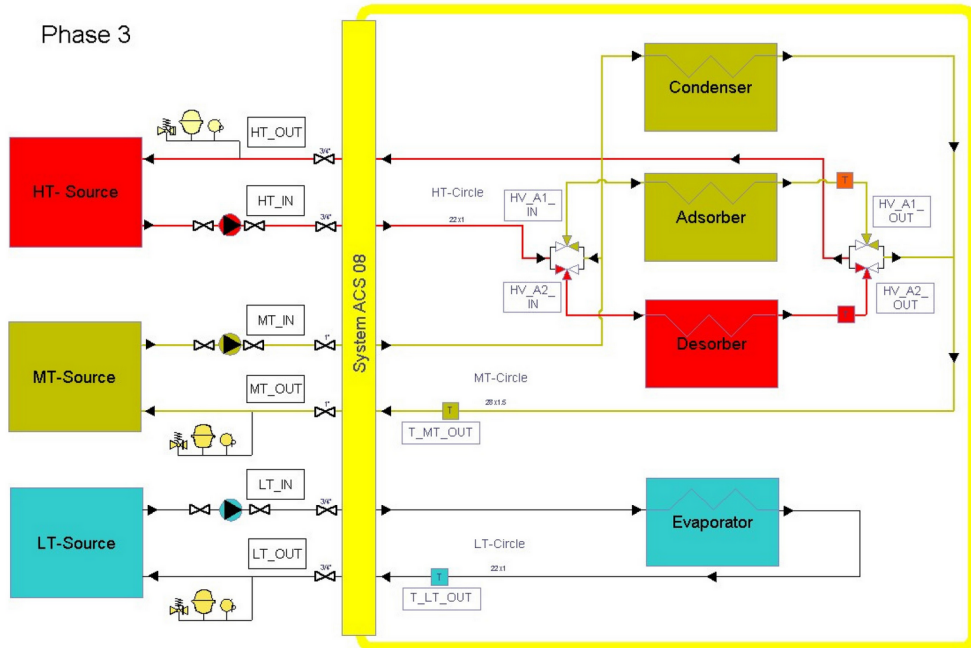 Phase 3
Condenser
HT_OUT
3/4"
HT- Source
HT_IN
3/4"
HT-Circle
22x1
HV_A1_
IN
Adsorber
T
HV_A1_
OUT
HV_A2_
IN
HV_A2_
OUT
Desorber
System ACS 08
MT-Source
MT_IN
1"
MT_OUT
1"
MT-Circle
28x1.5
T
T_MT_OUT
LT-Source
LT_IN
3/4"
LT_OUT
3/4"
LT-Circle
22x1
T
T_LT_OUT
Evaporator